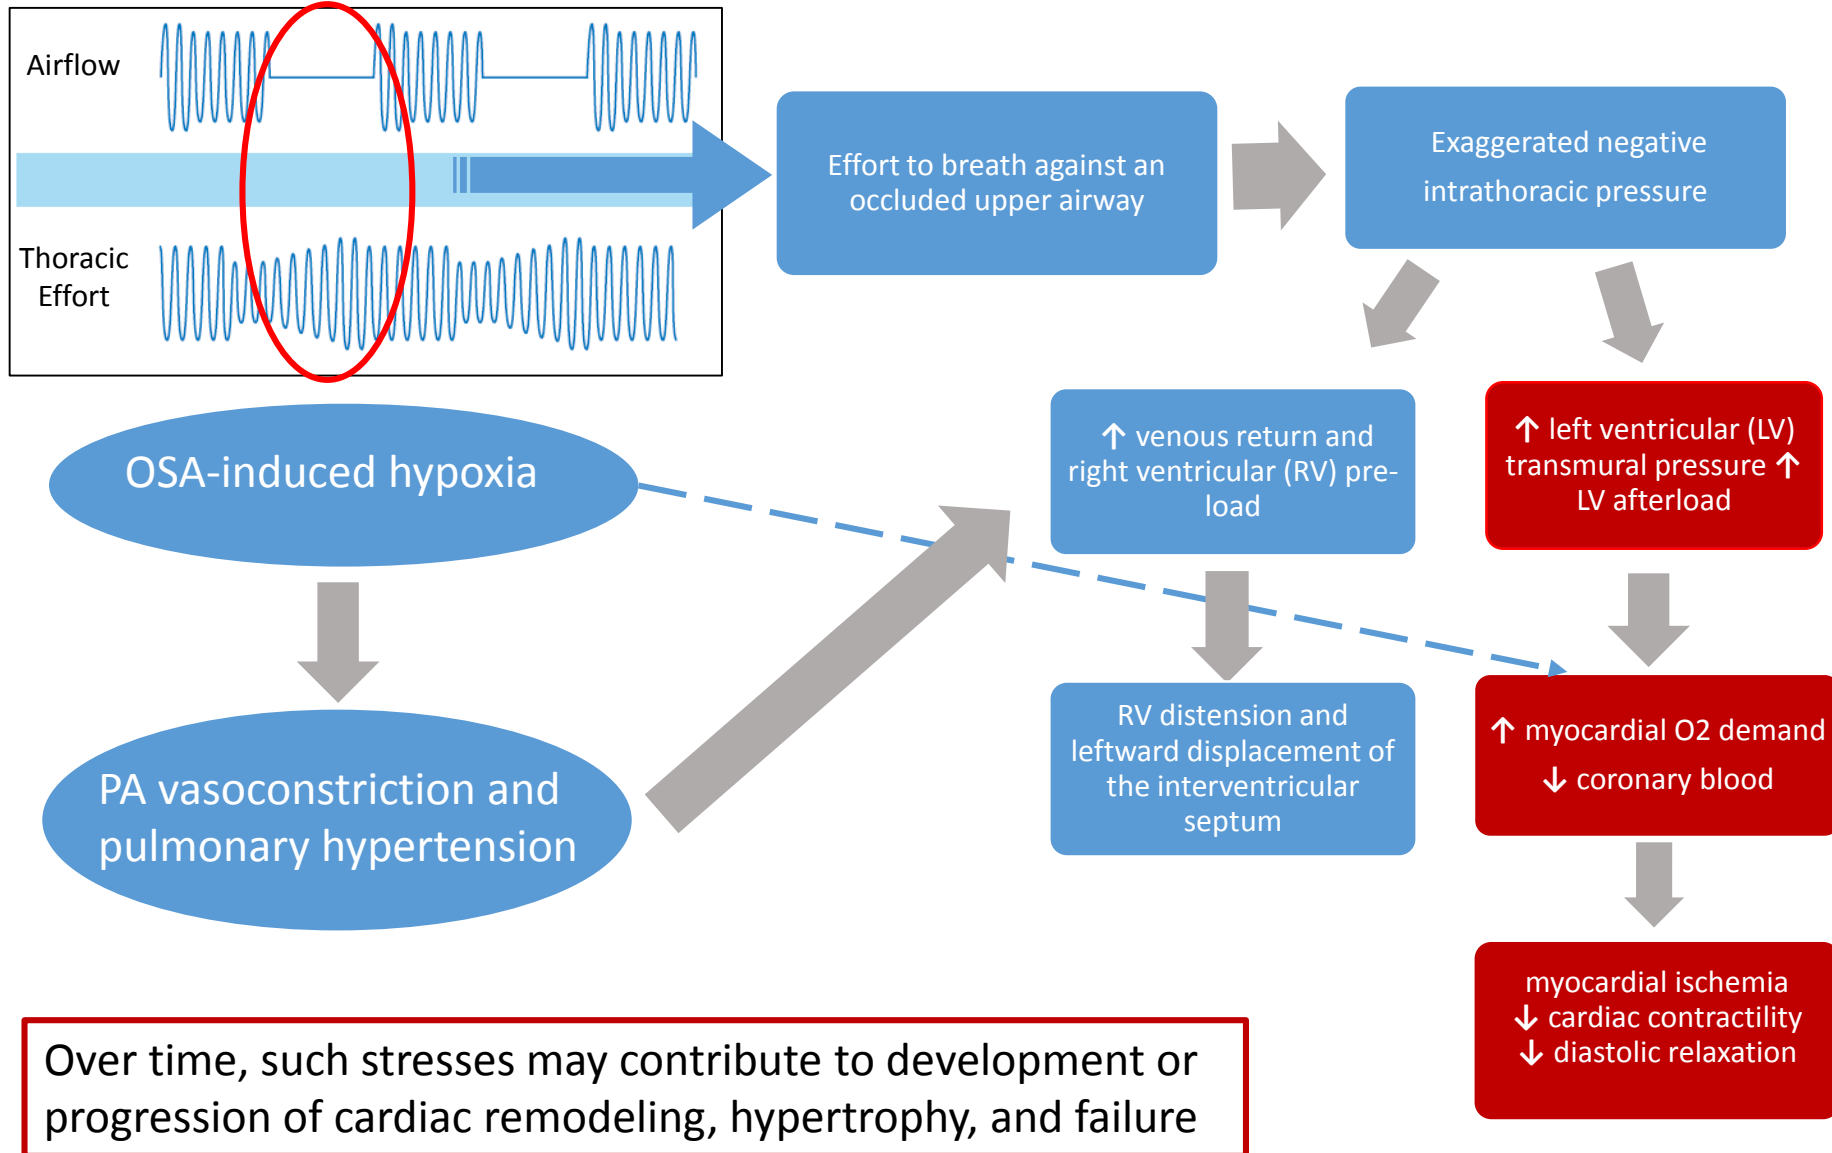 Airflow
Thoracic
Effort
Effort to breath against an
occluded upper airway
Exaggerated negative
intrathoracic pressure
↑ venous return and
right ventricular (RV) pre-
load
↑ left ventricular (LV)
transmural pressure ↑
LV afterload
OSA-induced hypoxia
PA vasoconstriction and
pulmonary hypertension
RV distension and
leftward displacement of
the interventricular
septum
↑ myocardial O2 demand
↓ coronary blood
myocardial ischemia
↓ cardiac contractility
↓ diastolic relaxation
Over time, such stresses may contribute to development or
progression of cardiac remodeling, hypertrophy, and failure